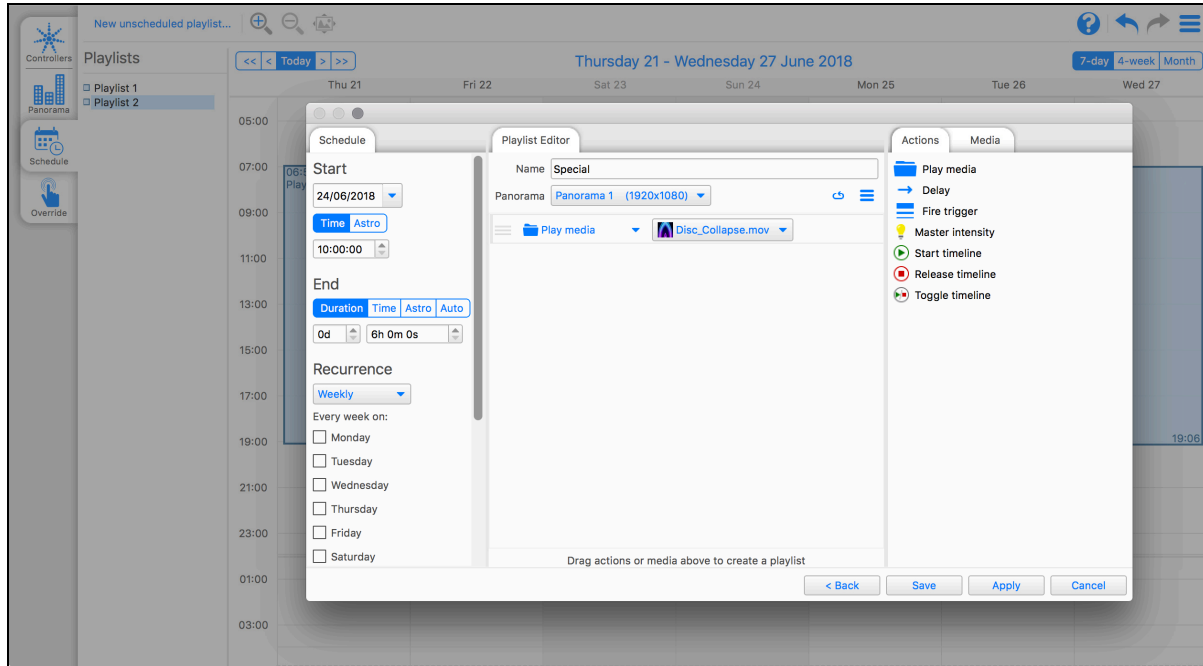 New unscheduled playlist...
Controllers
Panorama
Schedule
Override
Playlists
Playlist 1
Playlist 2
<< < Today > >>
Thursday 21 - Wednesday 27 June 2018
7-day 4-week Month
Thu 21 Fri 22 Sat 23 Sun 24 Mon 25 Tue 26 Wed 27
05:00
07:00
09:00
11:00
13:00
15:00
17:00
19:00
21:00
23:00
01:00
03:00
19:06
Schedule
Start
24/06/2018
Time Astro
10:00:00
End
Duration Time Astro Auto
0d 6h 0m 0s
Recurrence
Weekly
Every week on:
Monday
Tuesday
Wednesday
Thursday
Friday
Saturday
Playlist Editor
Name Special
Panorama Panorama 1 (1920x1080)
Play media Disc_Collapse.mov
Drag actions or media above to create a playlist
Actions Media
Play media
Delay
Fire trigger
Master intensity
Start timeline
Release timeline
Toggle timeline
< Back Save Apply Cancel